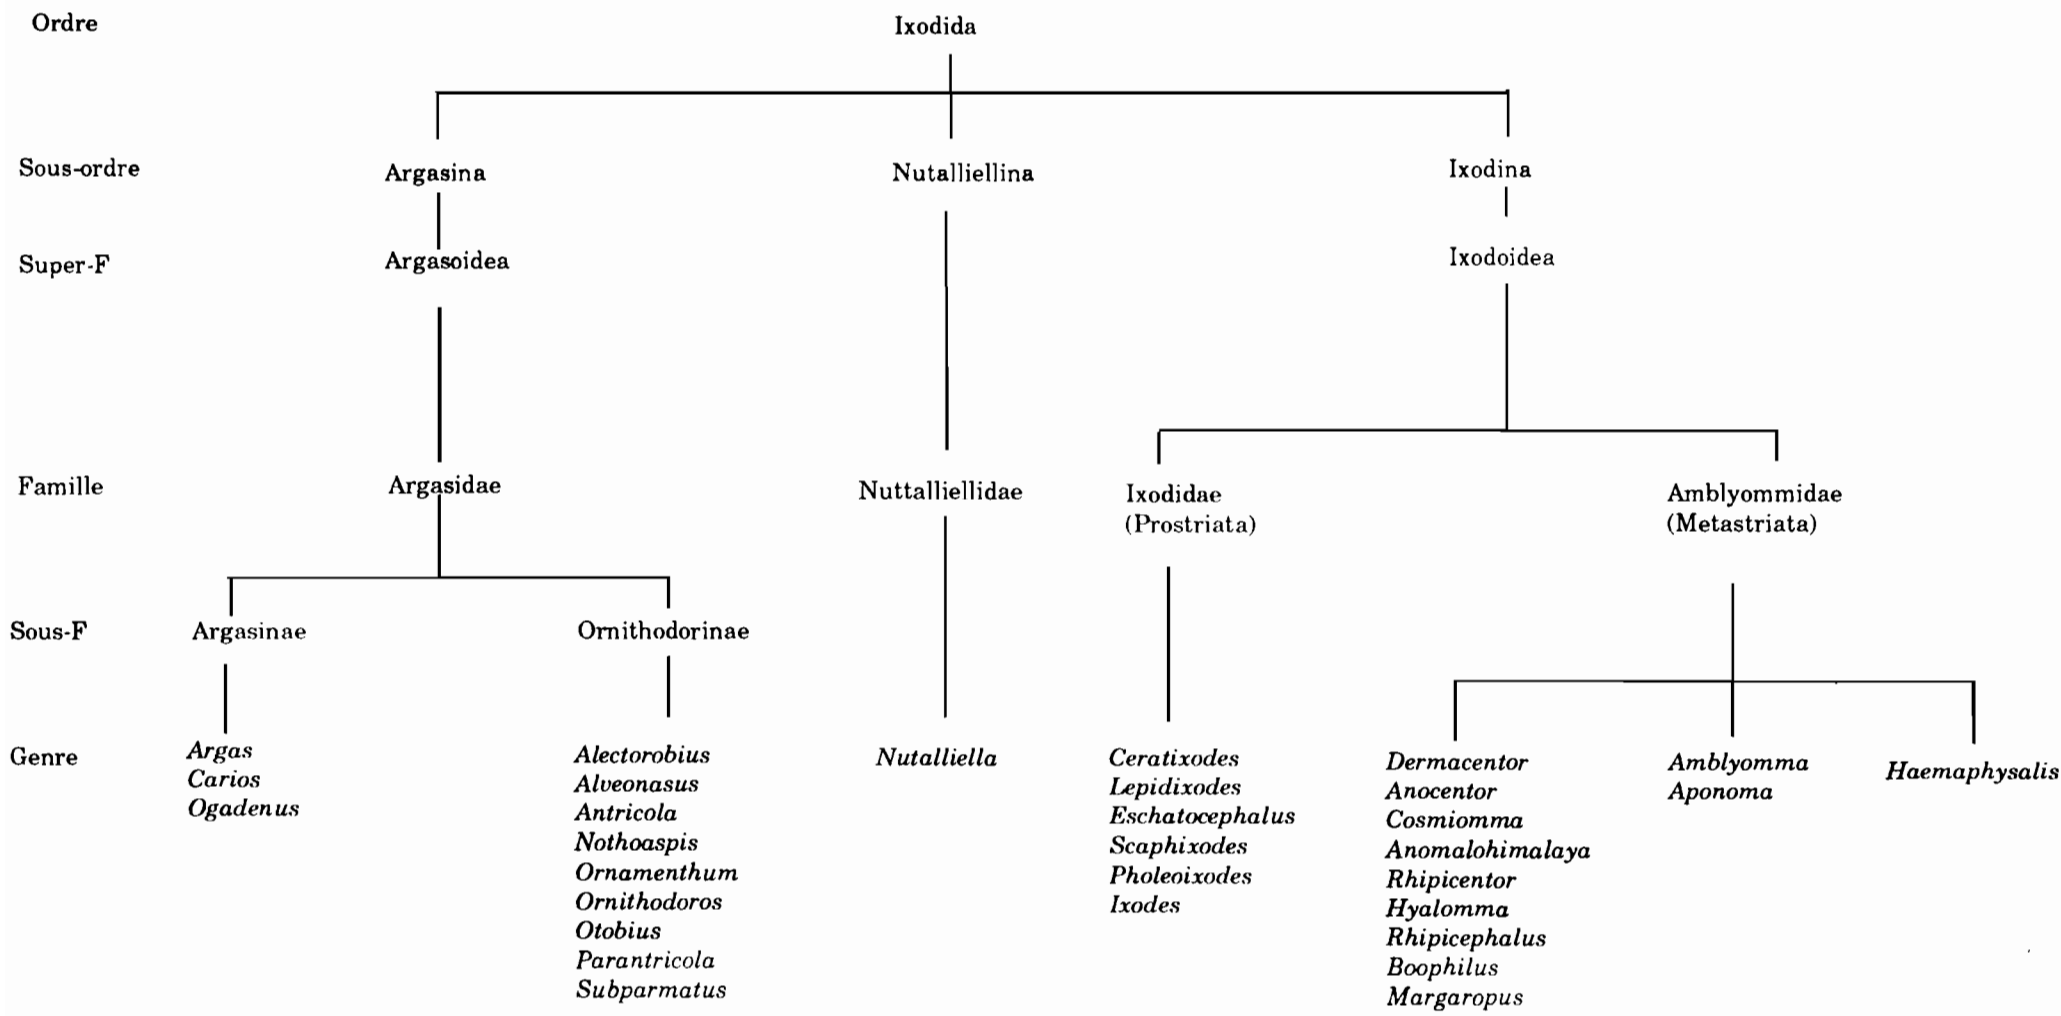 Ordre
Ixodida
Sous-ordre
Argasina
Nutalliellina
Ixodina
Super-F
Argasoidea
Ixodoidea
Famille
Argasidae
Nuttalliellidae
Ixodidae
(Prostriata)
Amblyommidae
(Metastriata)
Sous-F
Argasinae
Ornithodorinae
Genre
Argas
Carios
Ogadenus
Alectorobius
Alveonasus
Antricola
Nothoaspis
Ornamenthum
Ornithodoros
Otobius
Parantricola
Subparmatus
Nutalliella
Ceratixodes
Lepidixodes
Eschatocephalus
Scaphixodes
Pholeoixodes
Ixodes
Dermacentor
Anocentor
Cosmiomma
Anomalohimalaya
Rhipicentor
Hyalomma
Rhipicephalus
Boophilus
Margaropus
Amblyomma
Aponoma
Haemaphysalis